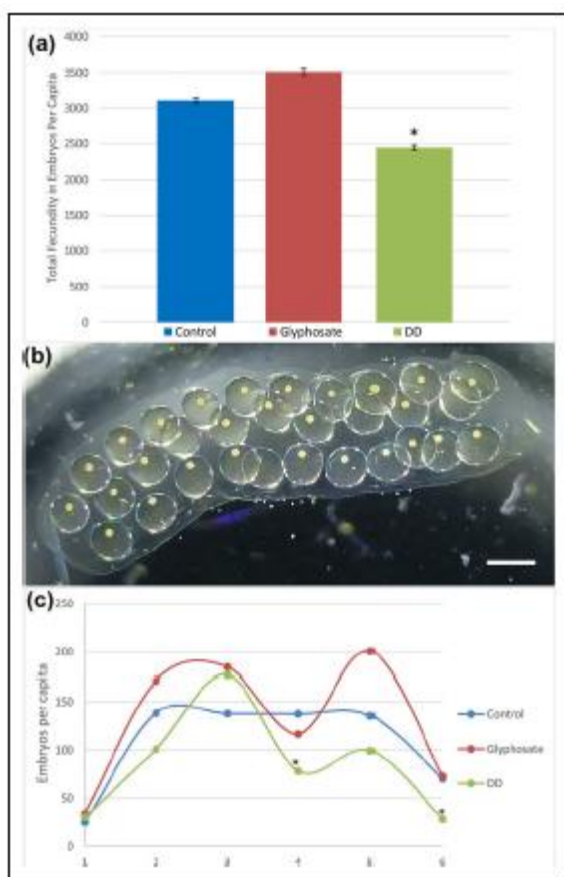 (a)
Total Fecundity in Embryos Per Capita
4000
3500
3000
2500
2000
1500
1000
500
0
*
Control Glyphosate DD
(b)
(c)
Embryos per capita
250
200
150
100
50
0
*
*
Control
Glyphosate
DD
1 2 3 4 5 6